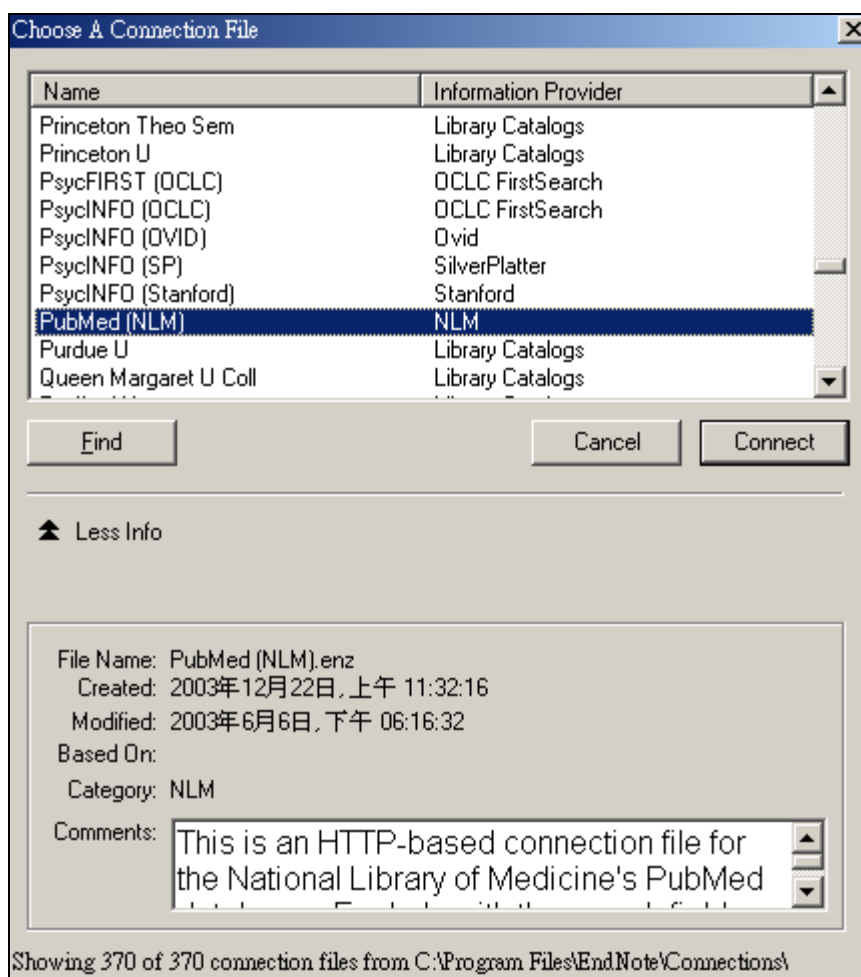 Choose A Connection File
Name Information Provider
Princeton Theo Sem Library Catalogs
Princeton U Library Catalogs
PsycFIRST (OCLC) OCLC FirstSearch
PsycINFO (OCLC) OCLC FirstSearch
PsycINFO (OVID) Ovid
PsycINFO (SP) SilverPlatter
PsycINFO (Stanford) Stanford
PubMed (NLM) NLM
Purdue U Library Catalogs
Queen Margaret U Coll Library Catalogs
Find Cancel Connect
Less Info
File Name: PubMed (NLM).enz
Created: 2003年12月22日, 上午 11:32:16
Modified: 2003年6月6日, 下午 06:16:32
Based On:
Category: NLM
Comments: This is an HTTP-based connection file for
the National Library of Medicine's PubMed
Showing 370 of 370 connection files from C:\Program Files\EndNote\Connections\